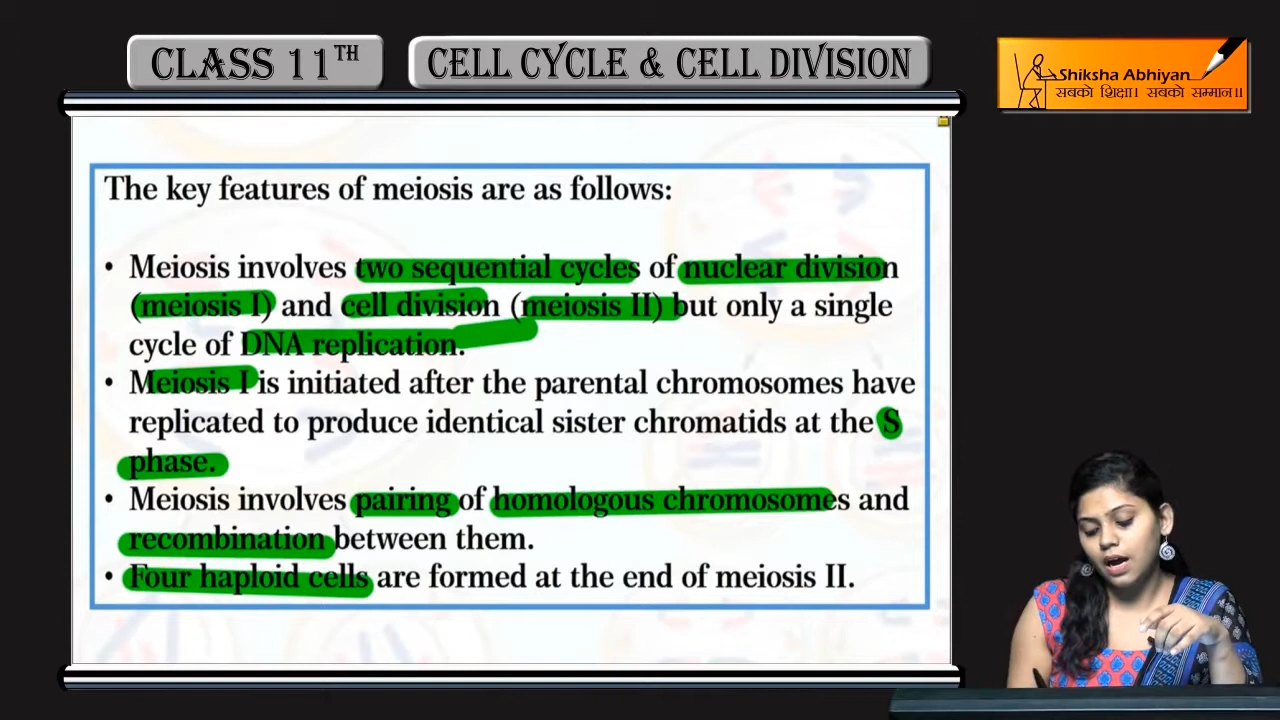 CLASS 11TH
CELL CYCLE & CELL DIVISION
Shiksha Abhiyan
सबको शिक्षा। सबको सम्मान॥
The key features of meiosis are as follows:
• Meiosis involves two sequential cycles of nuclear division
(meiosis I) and cell division (meiosis II) but only a single
cycle of DNA replication.
• Meiosis I is initiated after the parental chromosomes have
replicated to produce identical sister chromatids at the S
phase.
• Meiosis involves pairing of homologous chromosomes and
recombination between them.
• Four haploid cells are formed at the end of meiosis II.